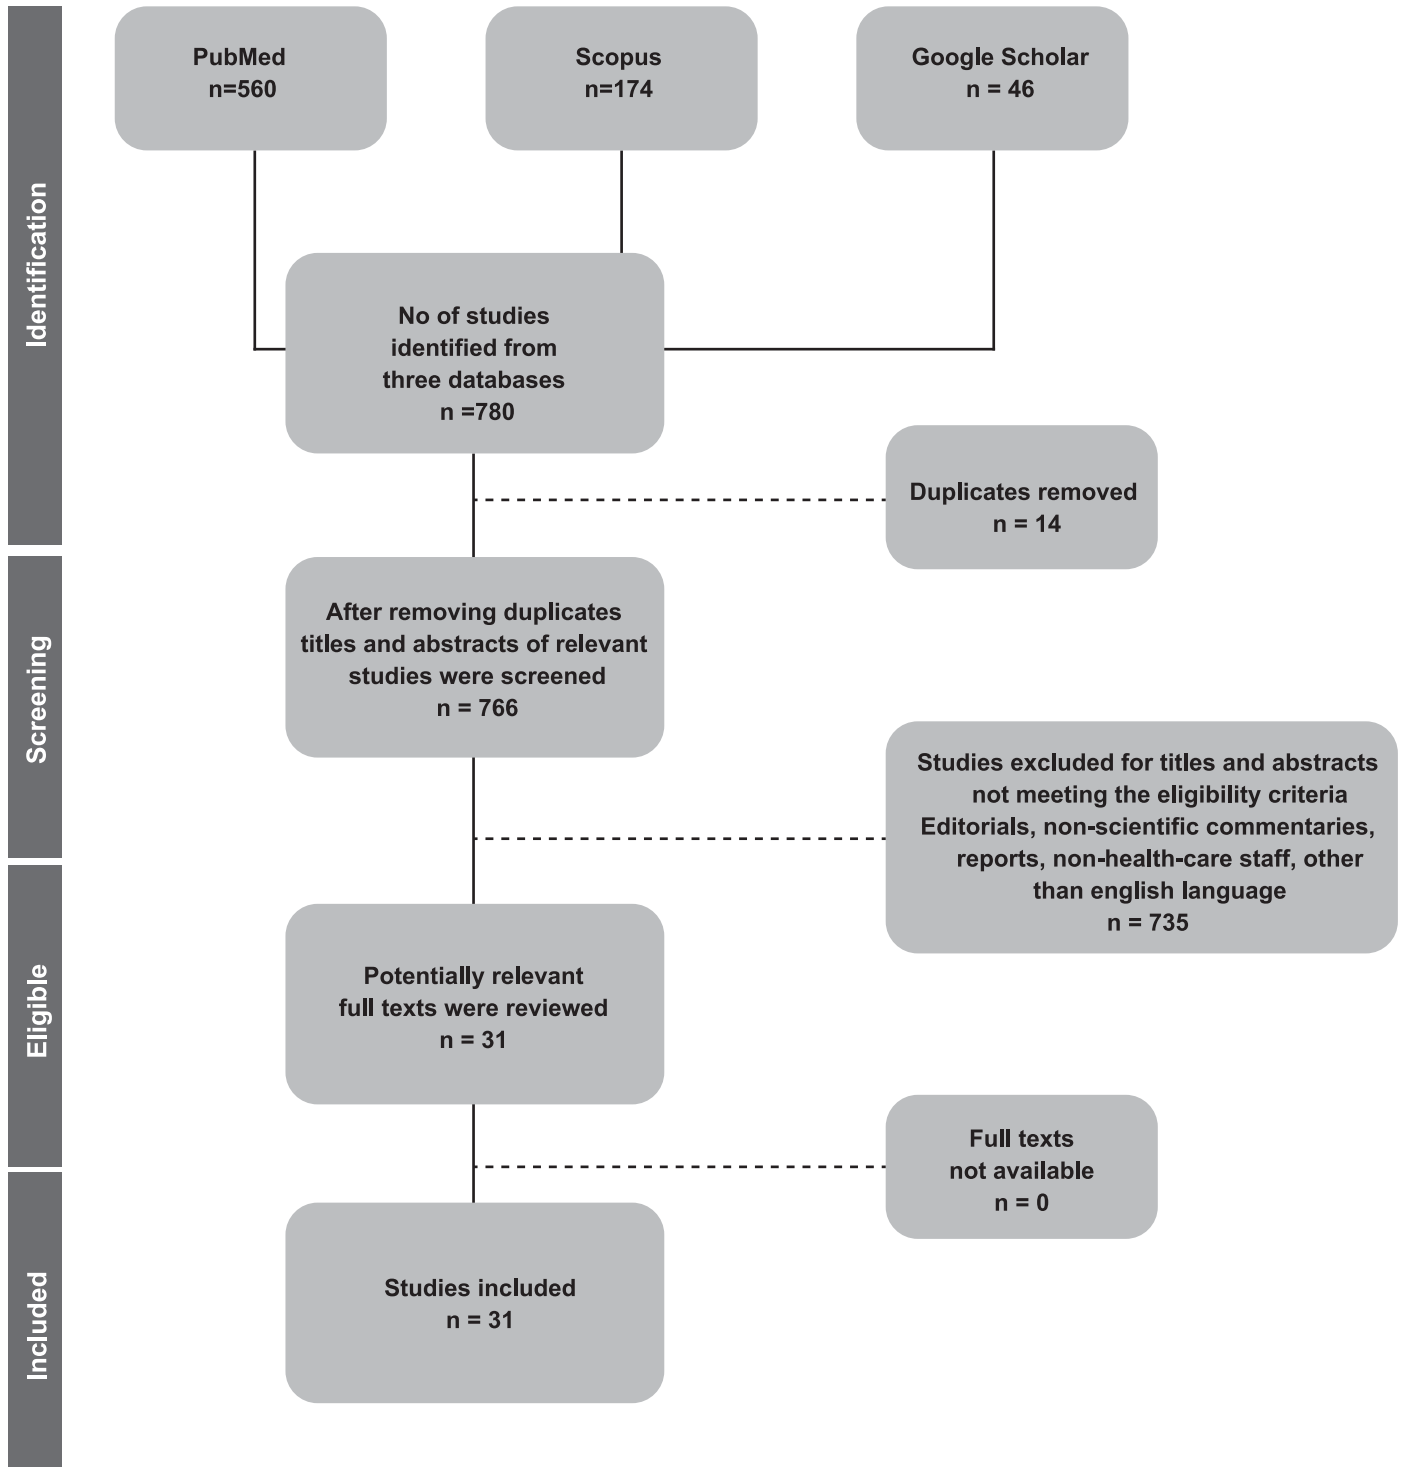 Identification
PubMed
n=560
Scopus
n=174
Google Scholar
n = 46
No of studies
identified from
three databases
n =780
Duplicates removed
n = 14
Screening
After removing duplicates
titles and abstracts of relevant
studies were screened
n = 766
Studies excluded for titles and abstracts
not meeting the eligibility criteria
Editorials, non-scientific commentaries,
reports, non-health-care staff, other
than english language
n = 735
Eligible
Potentially relevant
full texts were reviewed
n = 31
Full texts
not available
n = 0
Included
Studies included
n = 31